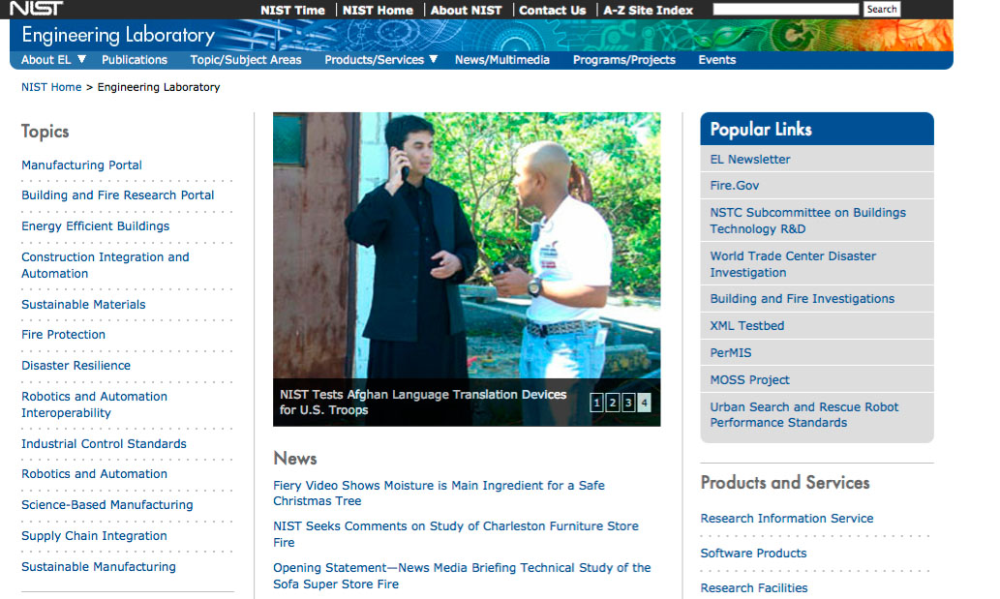 NIST
NIST Time | NIST Home | About NIST | Contact Us | A-Z Site Index
Search
Engineering Laboratory
About EL ▼ Publications Topic/Subject Areas Products/Services ▼ News/Multimedia Programs/Projects Events
NIST Home > Engineering Laboratory
Topics
Manufacturing Portal
Building and Fire Research Portal
Energy Efficient Buildings
Construction Integration and
Automation
Sustainable Materials
Fire Protection
Disaster Resilience
Robotics and Automation
Interoperability
Industrial Control Standards
Robotics and Automation
Science-Based Manufacturing
Supply Chain Integration
Sustainable Manufacturing
NIST Tests Afghan Language Translation Devices
for U.S. Troops
1 2 3 4
News
Fiery Video Shows Moisture is Main Ingredient for a Safe
Christmas Tree
NIST Seeks Comments on Study of Charleston Furniture Store
Fire
Opening Statement—News Media Briefing Technical Study of the
Sofa Super Store Fire
Popular Links
EL Newsletter
Fire.Gov
NSTC Subcommittee on Buildings
Technology R&D
World Trade Center Disaster
Investigation
Building and Fire Investigations
XML Testbed
PerMIS
MOSS Project
Urban Search and Rescue Robot
Performance Standards
Products and Services
Research Information Service
Software Products
Research Facilities